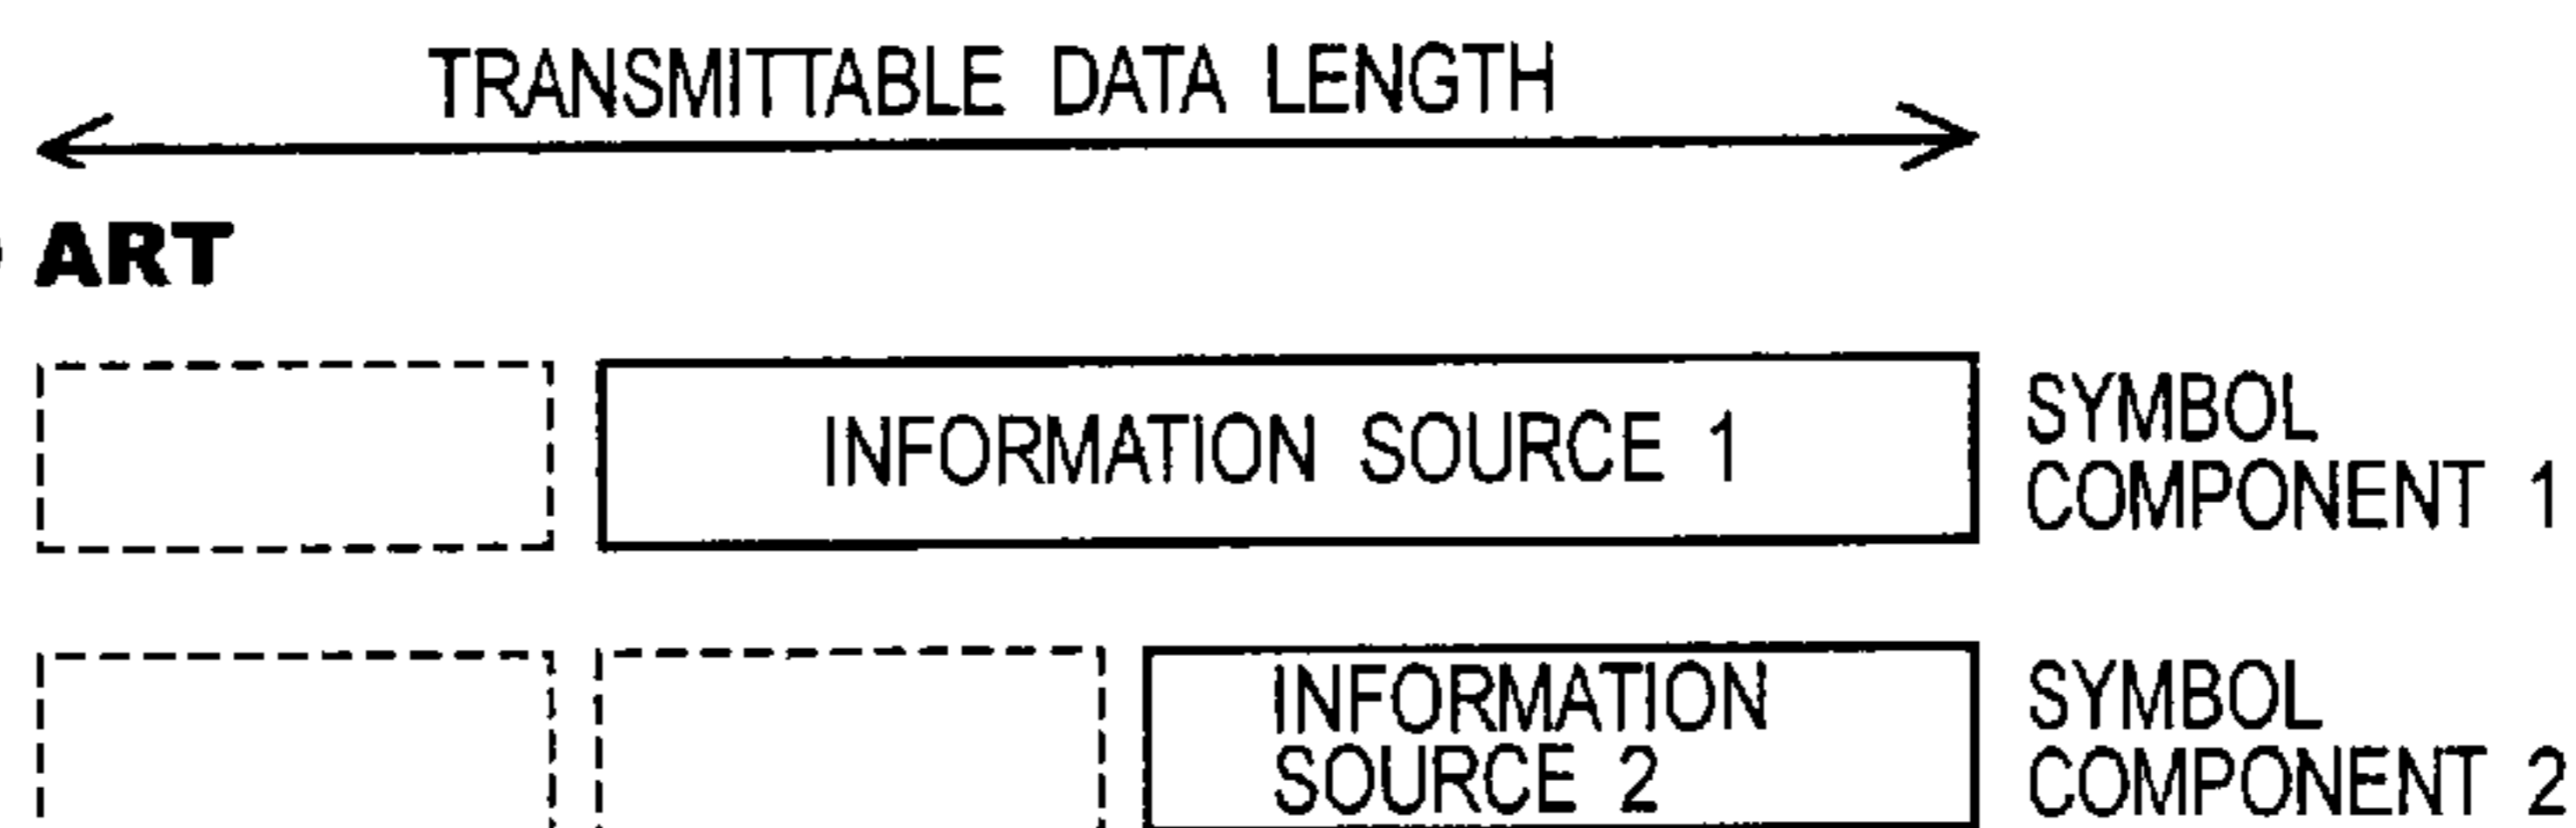 TRANSMITTABLE DATA LENGTH
ART
INFORMATION SOURCE 1
SYMBOL
COMPONENT 1
INFORMATION
SOURCE 2
SYMBOL
COMPONENT 2